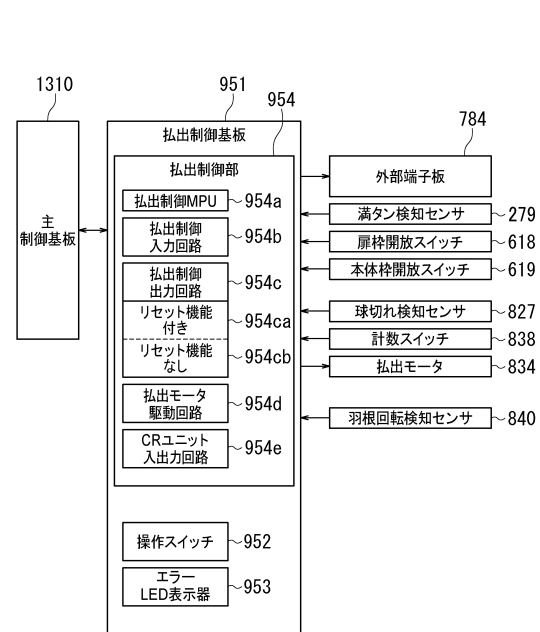 1310
951
954
784
主
制御基板
払出制御基板
払出制御部
払出制御MPU
954a
払出制御
入力回路
954b
払出制御
出力回路
954c
リセット機能
付き
954ca
リセット機能
なし
954cb
払出モータ
駆動回路
954d
CRユニット
入出力回路
954e
操作スイッチ
952
エラー
LED表示器
953
外部端子板
満タン検知センサ
279
扉枠開放スイッチ
618
本体枠開放スイッチ
619
球切れ検知センサ
827
計数スイッチ
838
払出モータ
834
羽根回転検知センサ
840